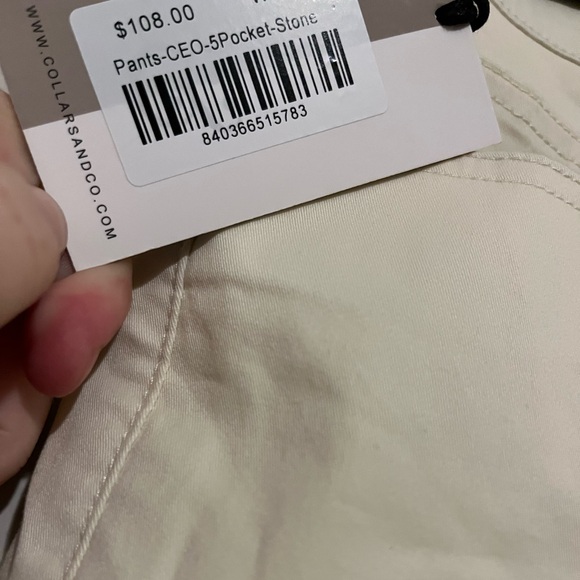 $108.00
Pants-CEO-5Pocket-Stone
840366515783
WWW.COLLARSANDCO.COM